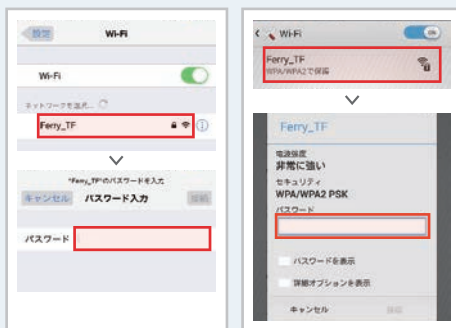 設定
Wi-Fi
Wi-Fi
ネットワークを選択...
Ferry_TF
"Ferry_TF"のパスワードを入力
キャンセル
パスワード入力
接続
パスワード
Wi-Fi
ON
Ferry_TF
WPA/WPA2で保護
Ferry_TF
電波強度
非常に強い
セキュリティ
WPA/WPA2 PSK
パスワード
パスワードを表示
詳細オプションを表示
キャンセル
接続